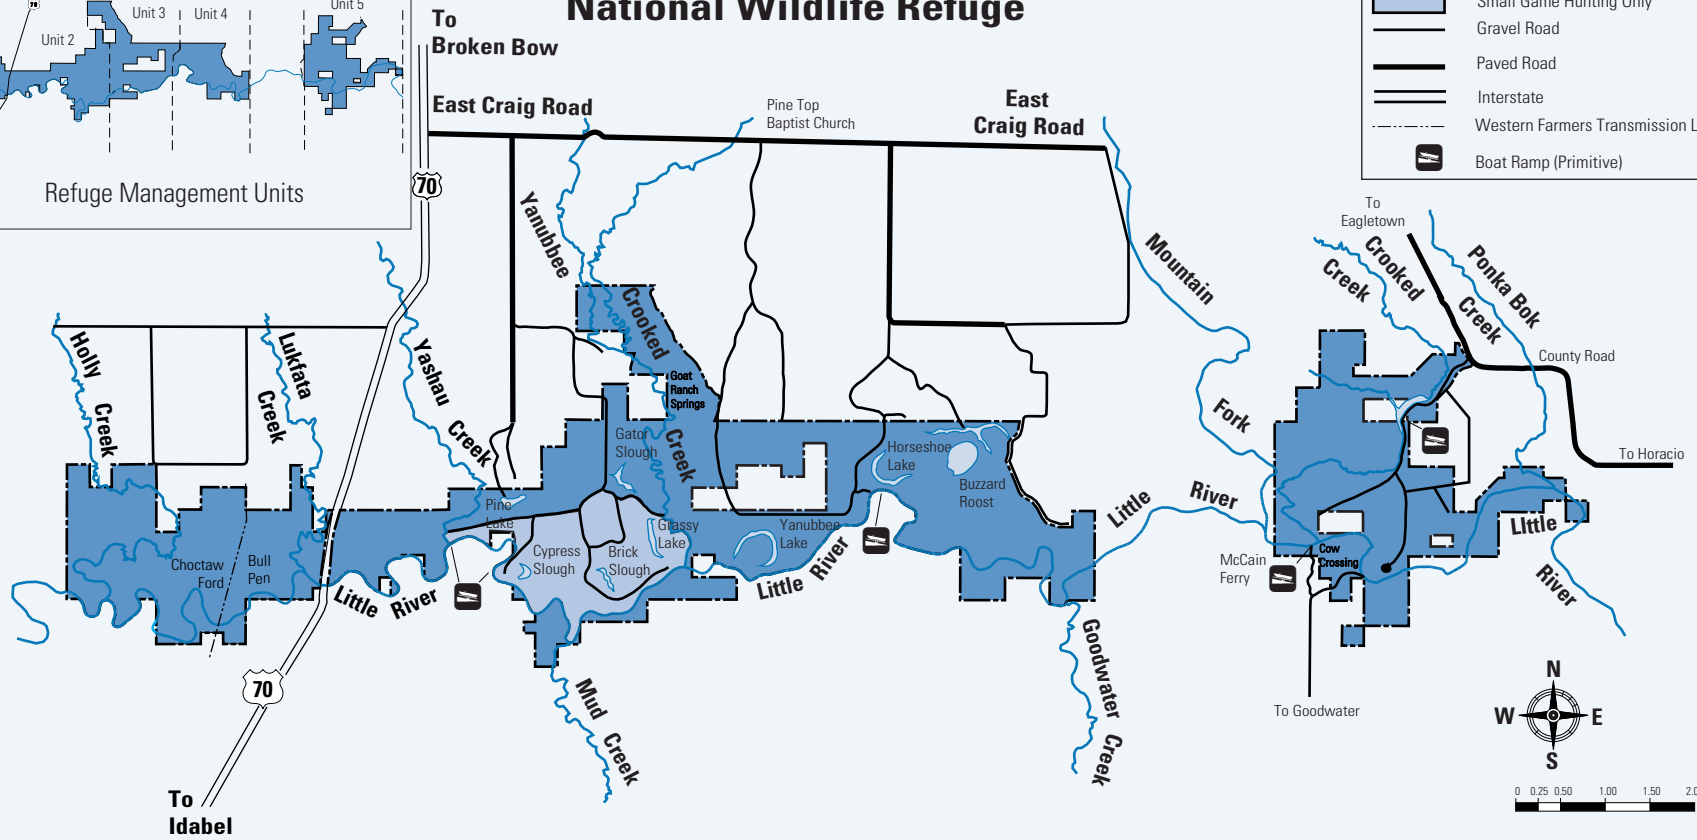 70
Unit 3
Unit 4
Unit 5
Unit 2
Refuge Management Units
National Wildlife Refuge
To
Broken Bow
East Craig Road
Pine Top
Baptist Church
East
Craig Road
Small Game Hunting Only
Gravel Road
Paved Road
Interstate
Western Farmers Transmission L
Boat Ramp (Primitive)
70
To
Eagletown
Yanubbee
Crooked
Creek
Mountain
Fork
Crooked
Creek
Ponka Bok
Creek
County Road
To Horacio
Holly
Creek
Lukfata
Creek
Yashau
Creek
Goat
Ranch
Springs
Gator
Slough
Horseshoe
Lake
Buzzard
Roost
Pine
Lake
Grassy
Lake
Yanubbee
Lake
Cypress
Slough
Brick
Slough
Choctaw
Ford
Bull
Pen
Little
River
Little
River
Little
River
LIttle
River
McCain
Ferry
Cow
Crossing
Goodwater
Creek
Mud
Creek
To Goodwater
70
To
Idabel
N
W
E
S
0 0.25 0.50 1.00 1.50 2.0